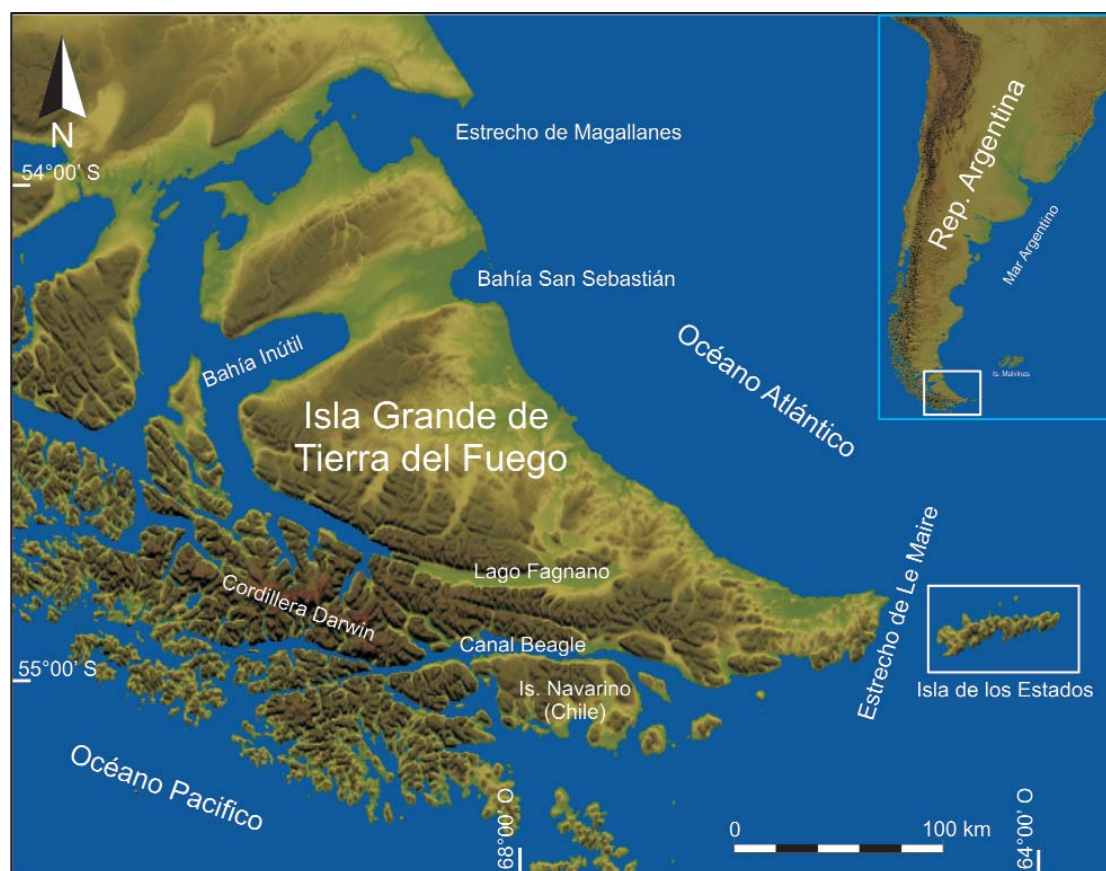 N
54°00' S
55°00' S
Estrecho de Magallanes
Bahía San Sebastián
Bahía Inútil
Océano Atlántico
Isla Grande de
Tierra del Fuego
Lago Fagnano
Cordillera Darwin
Canal Beagle
Is. Navarino
(Chile)
Estrecho de Le Maire
Isla de los Estados
Océano Pacifico
68°00' O
64°00' O
0
100 km
Rep. Argentina
Mar Argentino
Is. Malvinas